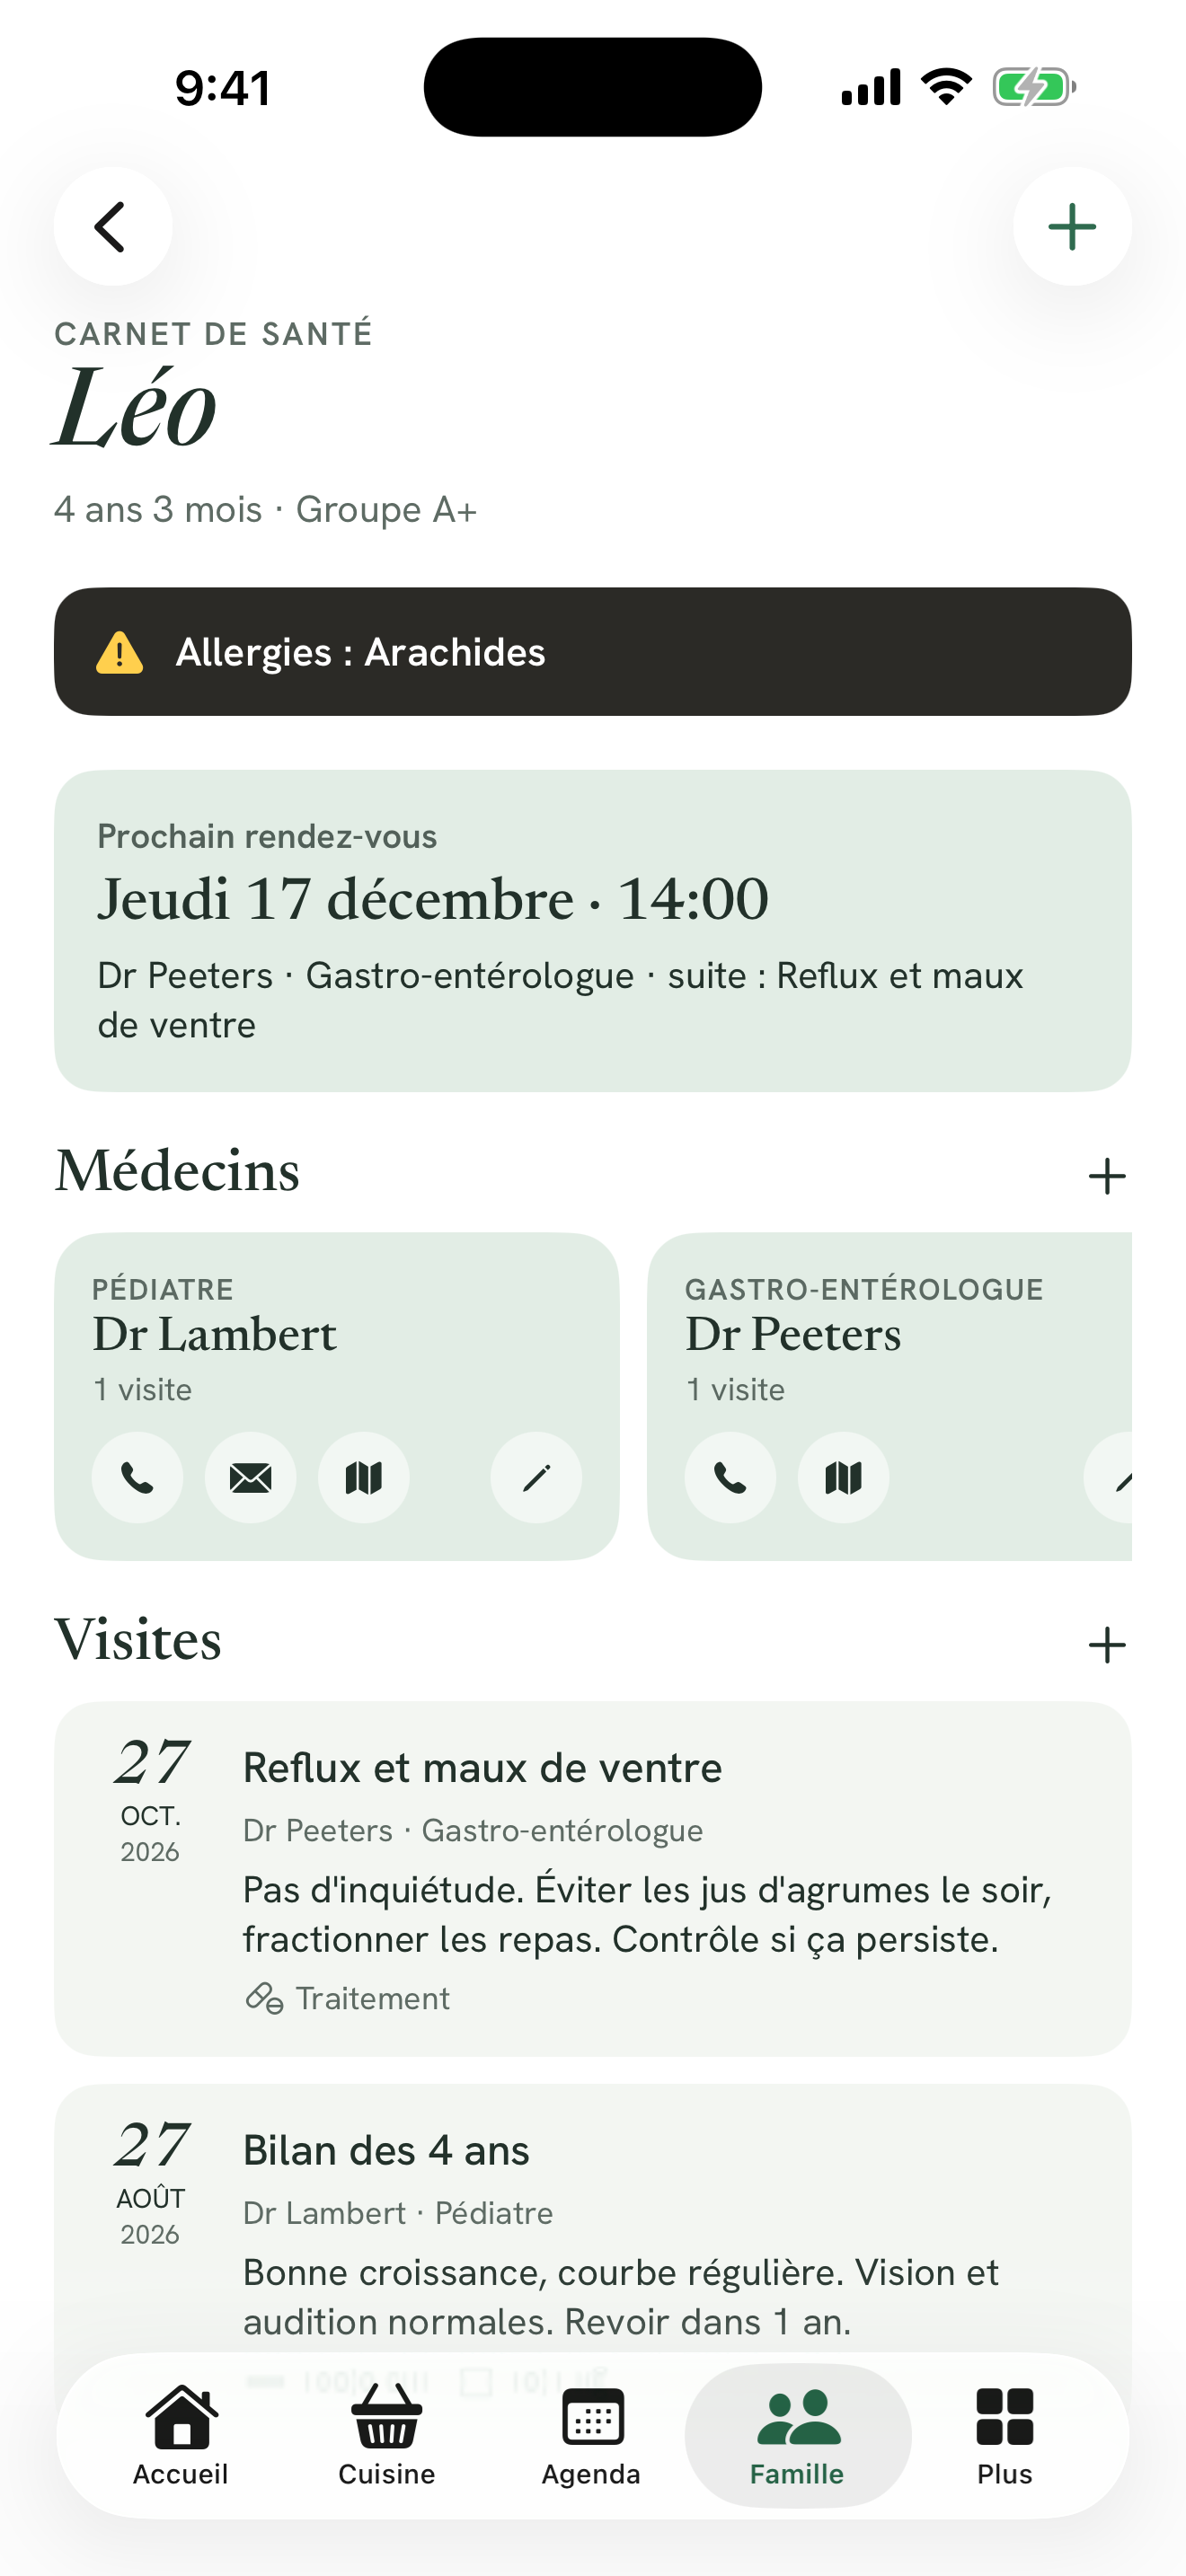 9:41
CARNET DE SANTÉ
Léo
4 ans 3 mois · Groupe A+
Allergies : Arachides
Prochain rendez-vous
Jeudi 17 décembre · 14:00
Dr Peeters · Gastro-entérologue · suite : Reflux et maux
de ventre
Médecins
PÉDIATRE
Dr Lambert
1 visite
GASTRO-ENTÉROLOGUE
Dr Peeters
1 visite
Visites
27
OCT.
2026
Reflux et maux de ventre
Dr Peeters · Gastro-entérologue
Pas d'inquiétude. Éviter les jus d'agrumes le soir,
fractionner les repas. Contrôle si ça persiste.
Traitement
27
AOÛT
2026
Bilan des 4 ans
Dr Lambert · Pédiatre
Bonne croissance, courbe régulière. Vision et
audition normales. Revoir dans 1 an.
Accueil
Cuisine
Agenda
Famille
Plus